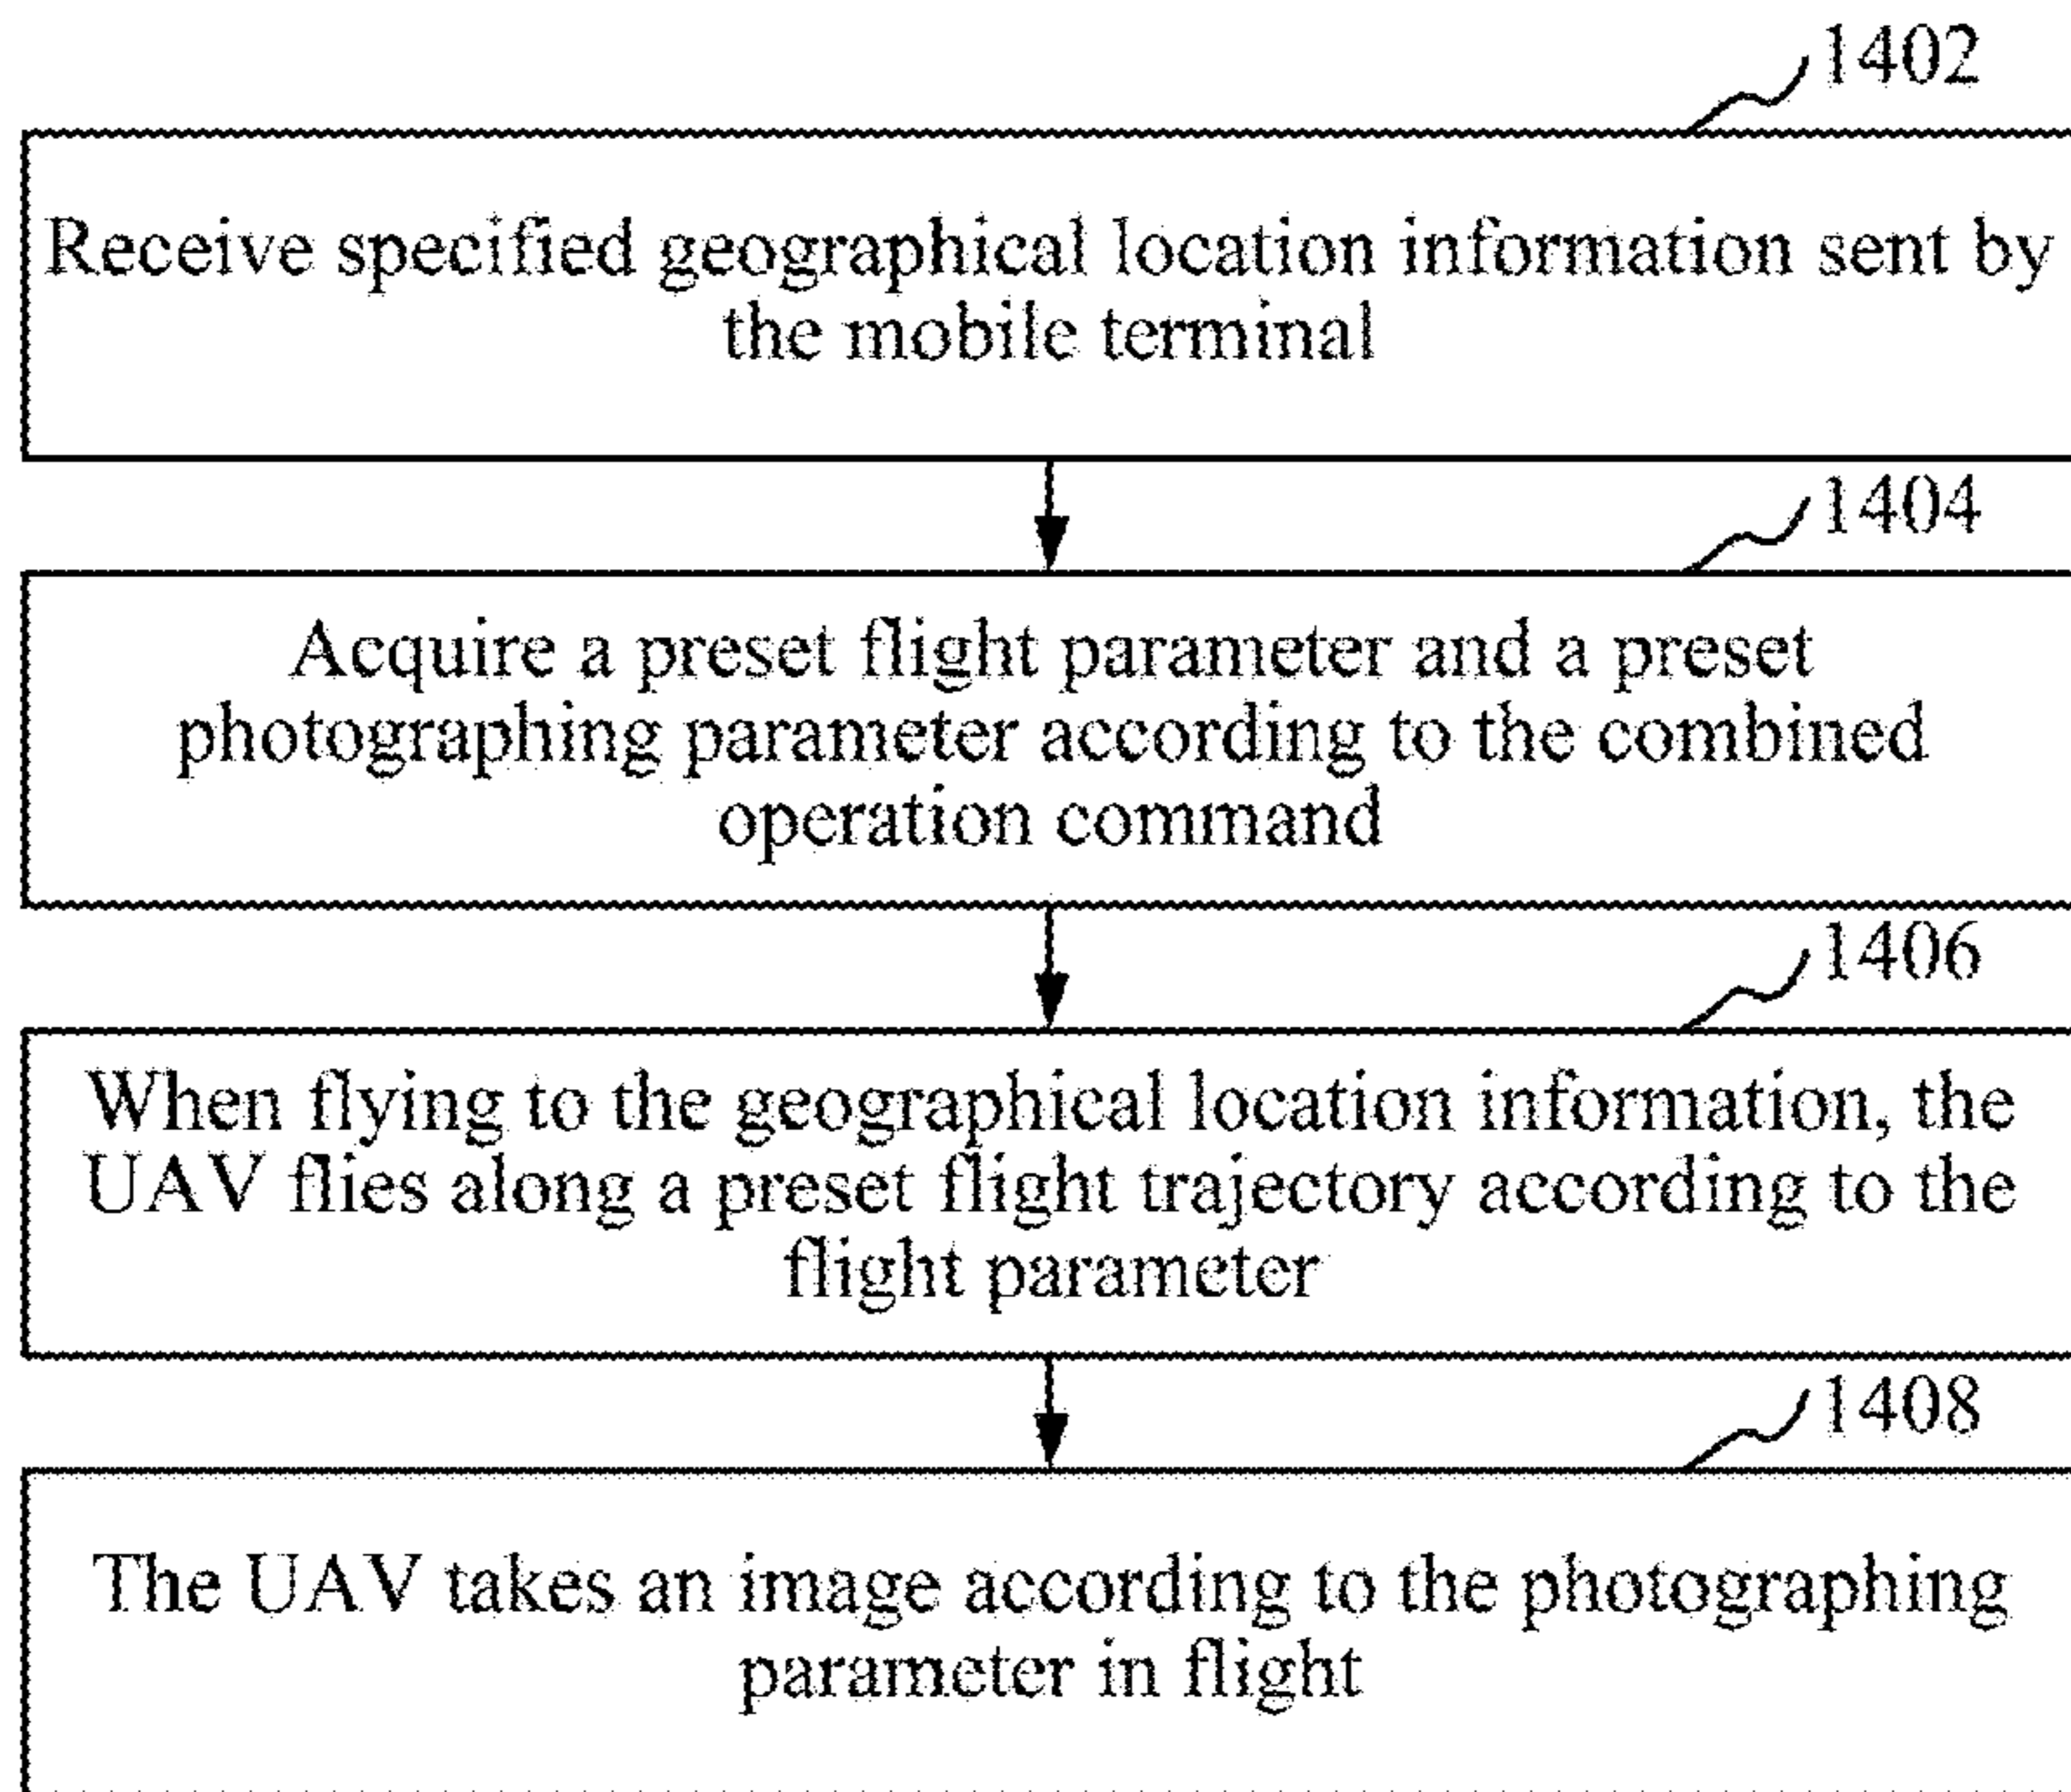 1402
Receive specified geographical location information sent by
the mobile terminal
1404
Acquire a preset flight parameter and a preset
photographing parameter according to the combined
operation command
1406
When flying to the geographical location information, the
UAV flies along a preset flight trajectory according to the
flight parameter
1408
The UAV takes an image according to the photographing
parameter in flight